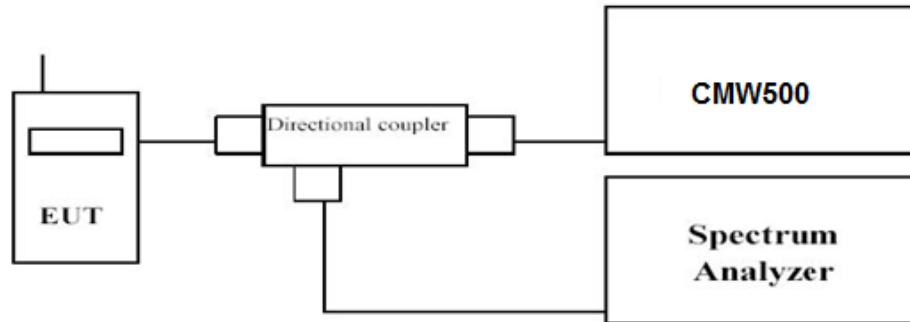 CMW500
Directional coupler
EUT
Spectrum
Analyzer